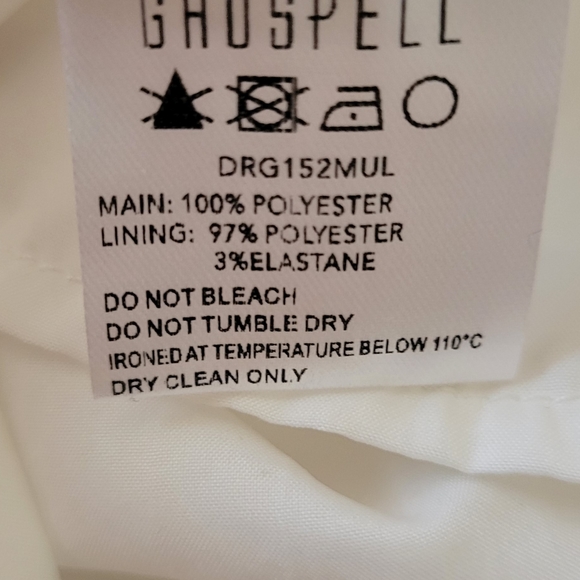 GHOSPELL
DRG152MUL
MAIN: 100% POLYESTER
LINING: 97% POLYESTER
3%ELASTANE
DO NOT BLEACH
DO NOT TUMBLE DRY
IRONED AT TEMPERATURE BELOW 110°C
DRY CLEAN ONLY